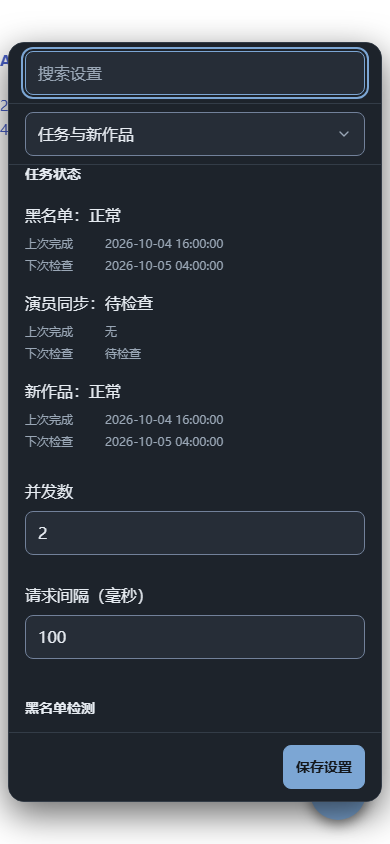 搜索设置
任务与新作品
任务状态
黑名单：正常
上次完成 2026-10-04 16:00:00
下次检查 2026-10-05 04:00:00
演员同步：待检查
上次完成 无
下次检查 待检查
新作品：正常
上次完成 2026-10-04 16:00:00
下次检查 2026-10-05 04:00:00
并发数
2
请求间隔（毫秒）
100
黑名单检测
保存设置
A
2
4